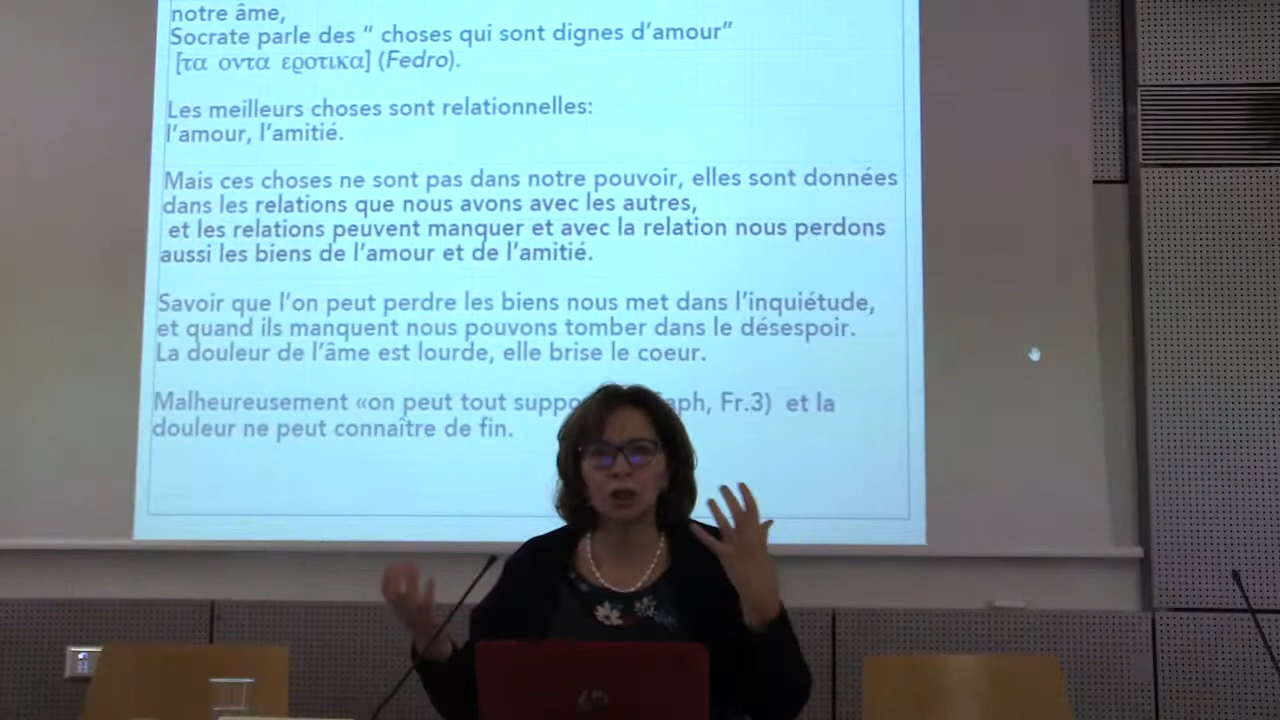 notre âme,
Socrate parle des “ choses qui sont dignes d’amour”
[τα οντα εροτικα] (Fedro).
Les meilleurs choses sont relationnelles:
l’amour, l’amitié.
Mais ces choses ne sont pas dans notre pouvoir, elles sont données
dans les relations que nous avons avec les autres,
et les relations peuvent manquer et avec la relation nous perdons
aussi les biens de l’amour et de l’amitié.
Savoir que l’on peut perdre les biens nous met dans l’inquiétude,
et quand ils manquent nous pouvons tomber dans le désespoir.
La douleur de l’âme est lourde, elle brise le coeur.
Malheureusement «on peut tout Fr.3) et la
douleur ne peut connaître de fin.
hp